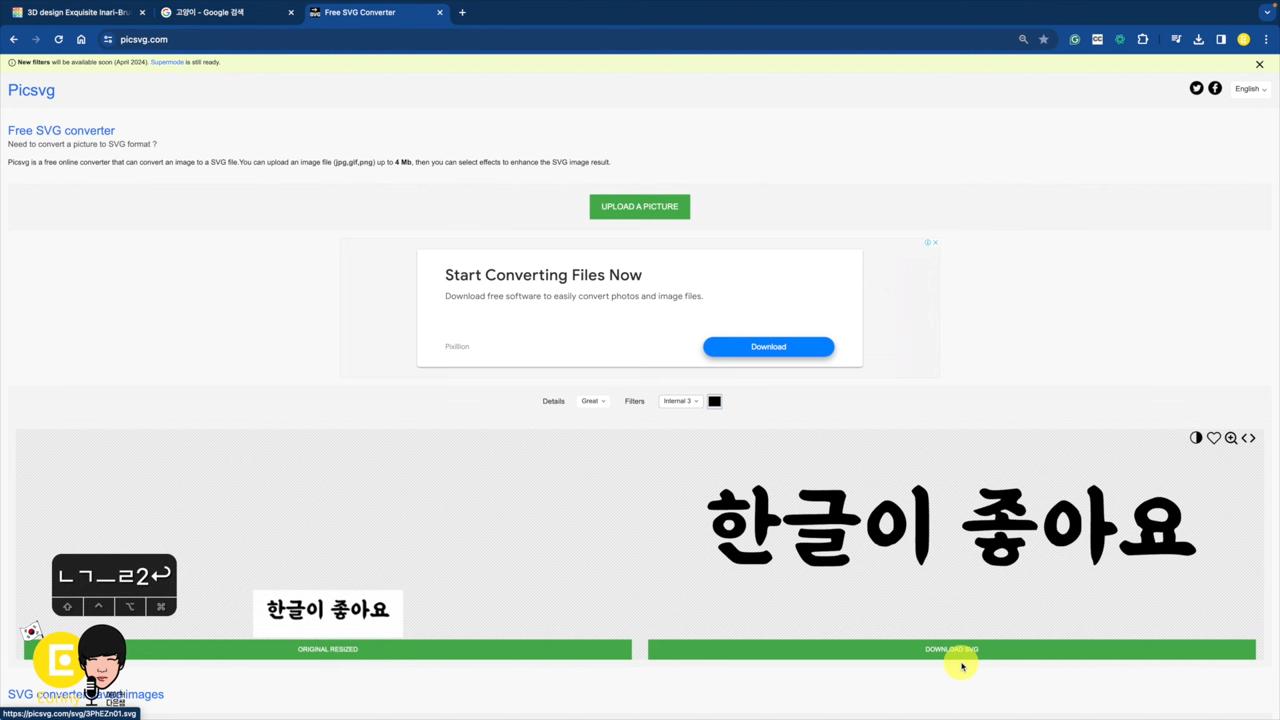 3D design Exquisite Inari-Bru
고양이 - Google 검색
Free SVG Converter
picsvg.com
New filters will be available soon (April 2024). Supermode is still ready.
Picsvg
English
Free SVG converter
Need to convert a picture to SVG format ?
Picsvg is a free online converter that can convert an image to a SVG file.You can upload an image file (jpg,gif,png) up to 4 Mb, then you can select effects to enhance the SVG image result.
UPLOAD A PICTURE
Start Converting Files Now
Download free software to easily convert photos and image files.
Pixillion
Download
Details Great Filters Internal 3
한글이 좋아요
ㄴㄱㅡㄹ2↩
한글이 좋아요
ORIGINAL RESIZED
DOWNLOAD SVG
SVG converter
images
https://picsvg.com/svg/3PhEZn01.svg